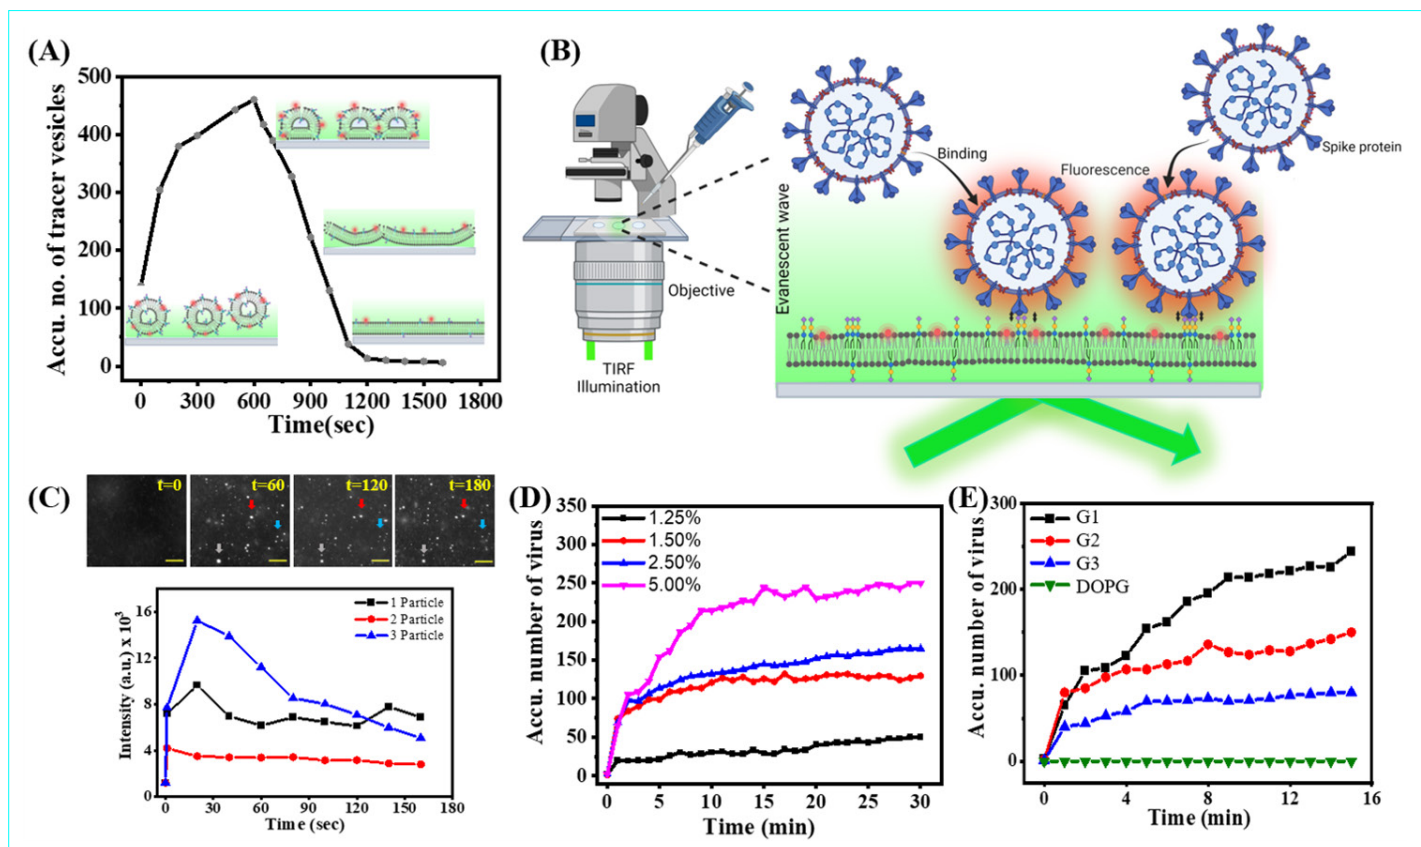 (A)
Accu. no. of tracer vesicles
500
400
300
200
100
0
0 300 600 900 1200 1500 1800
Time(sec)
(B)
Objective
TIRF
Illumination
Evanescent wave
Binding
Fluorescence
Spike protein
(C)
t=0 t=60 t=120 t=180
Intensity (a.u.) x 10³
16
12
8
4
0
1 Particle
2 Particle
3 Particle
0 30 60 90 120 150 180
Time (sec)
(D)
Accu. number of virus
350
300
250
200
150
100
50
0
1.25%
1.50%
2.50%
5.00%
0 5 10 15 20 25 30
Time (min)
(E)
Accu. number of virus
300
200
100
0
G1
G2
G3
DOPG
0 4 8 12 16
Time (min)